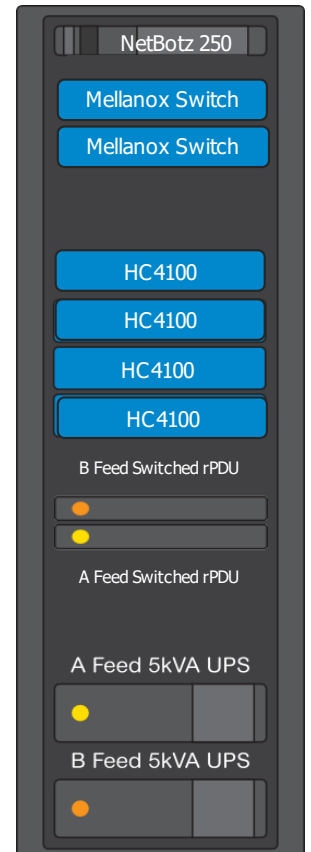 NetBotz 250
Mellanox Switch
Mellanox Switch
HC4100
HC4100
HC4100
HC4100
B Feed Switched rPDU
A Feed Switched rPDU
A Feed 5kVA UPS
B Feed 5kVA UPS